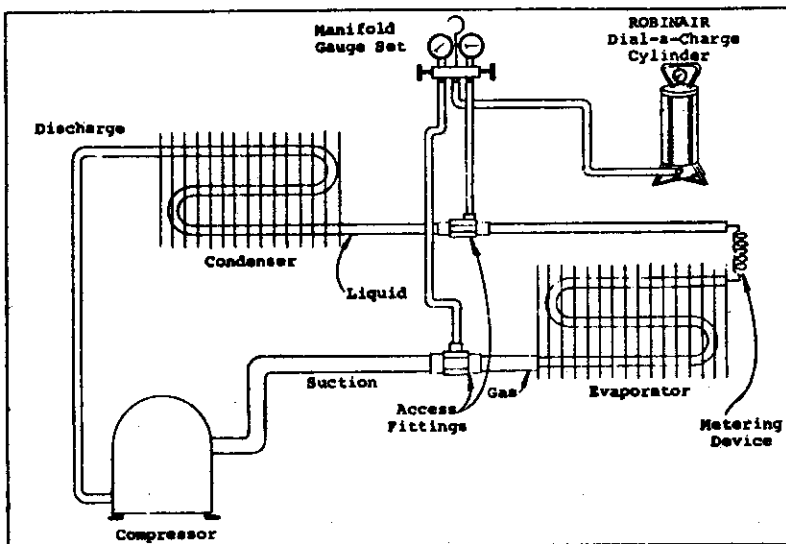 Manifold
Gauge Set
ROBINAIR
Dial-a-Charge
Cylinder
Discharge
Condenser
Liquid
Suction
Access
Fittings
Gas
Evaporator
Metering
Device
Compressor